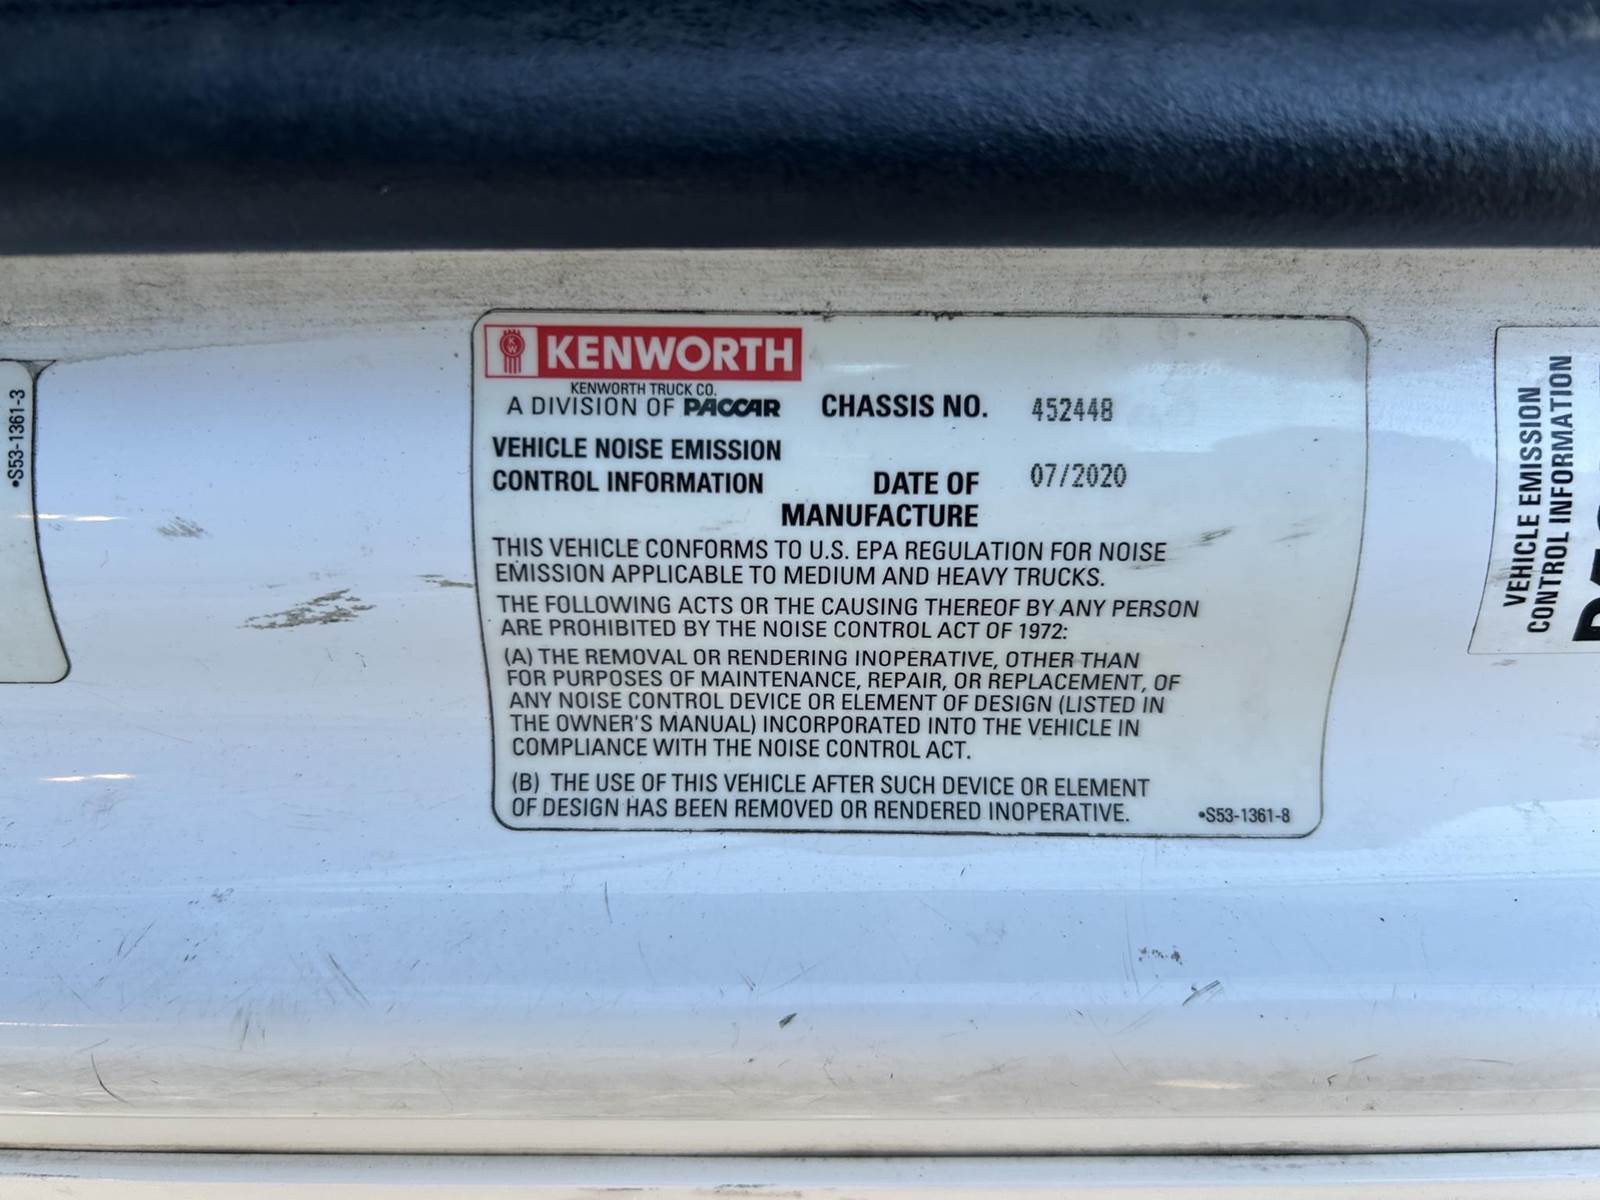 •S53-1361-3
KW
KENWORTH
KENWORTH TRUCK CO.
A DIVISION OF PACCAR
CHASSIS NO. 452448
VEHICLE NOISE EMISSION
CONTROL INFORMATION
DATE OF 07/2020
MANUFACTURE
THIS VEHICLE CONFORMS TO U.S. EPA REGULATION FOR NOISE
EMISSION APPLICABLE TO MEDIUM AND HEAVY TRUCKS.
THE FOLLOWING ACTS OR THE CAUSING THEREOF BY ANY PERSON
ARE PROHIBITED BY THE NOISE CONTROL ACT OF 1972:
(A) THE REMOVAL OR RENDERING INOPERATIVE, OTHER THAN
FOR PURPOSES OF MAINTENANCE, REPAIR, OR REPLACEMENT, OF
ANY NOISE CONTROL DEVICE OR ELEMENT OF DESIGN (LISTED IN
THE OWNER'S MANUAL) INCORPORATED INTO THE VEHICLE IN
COMPLIANCE WITH THE NOISE CONTROL ACT.
(B) THE USE OF THIS VEHICLE AFTER SUCH DEVICE OR ELEMENT
OF DESIGN HAS BEEN REMOVED OR RENDERED INOPERATIVE.
•S53-1361-8
VEHICLE EMISSION
CONTROL INFORMATION